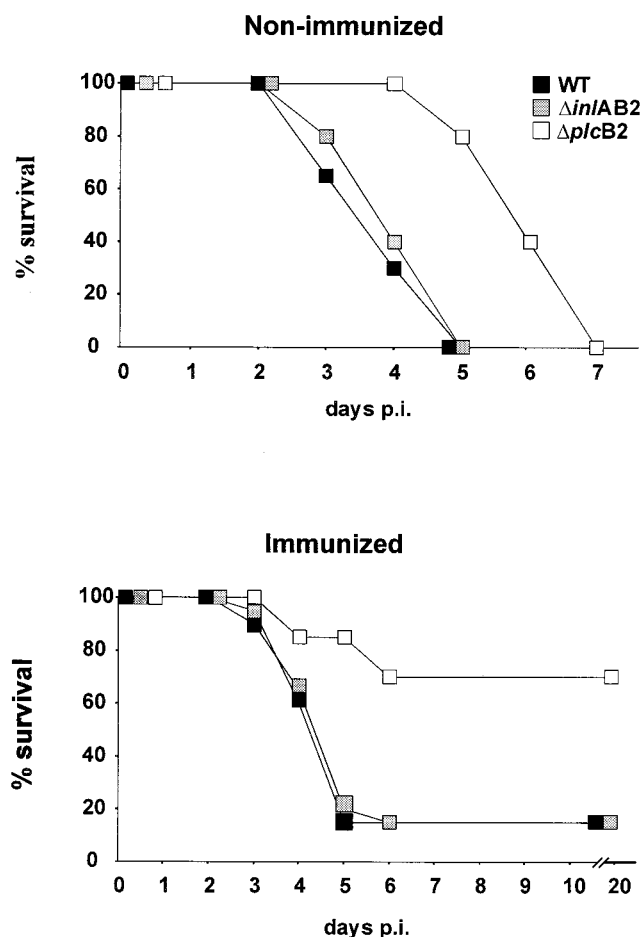 Non-immunized
100
80
60
40
20
0
% survival
WT
ΔinlAB2
ΔplcB2
0 1 2 3 4 5 6 7
days p.i.
Immunized
100
80
60
40
20
0
% survival
0 1 2 3 4 5 6 7 8 9 10 20
days p.i.